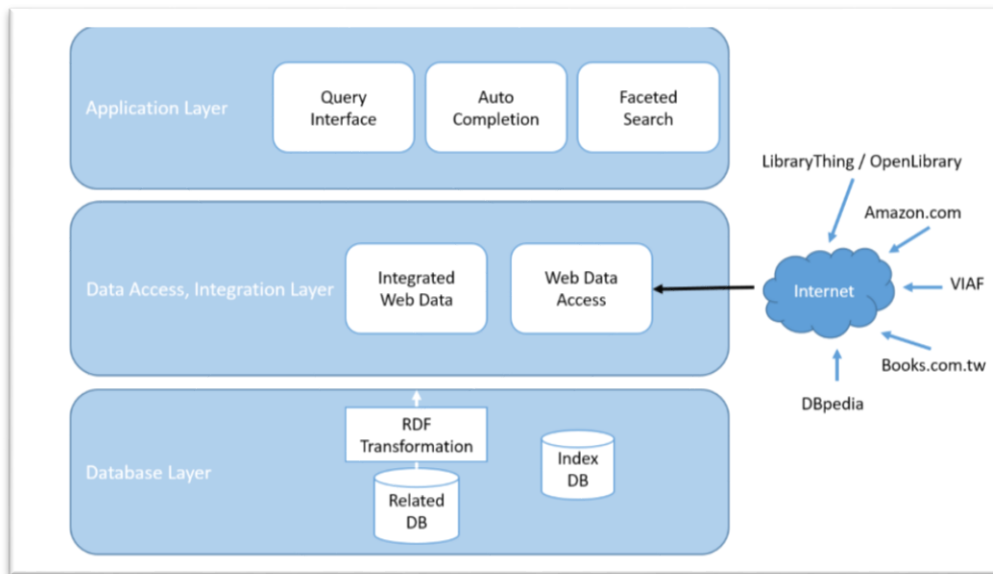 Application Layer
Query
Interface
Auto
Completion
Faceted
Search
LibraryThing / OpenLibrary
Amazon.com
VIAF
Books.com.tw
DBpedia
Internet
Data Access, Integration Layer
Integrated
Web Data
Web Data
Access
Database Layer
RDF
Transformation
Related
DB
Index
DB